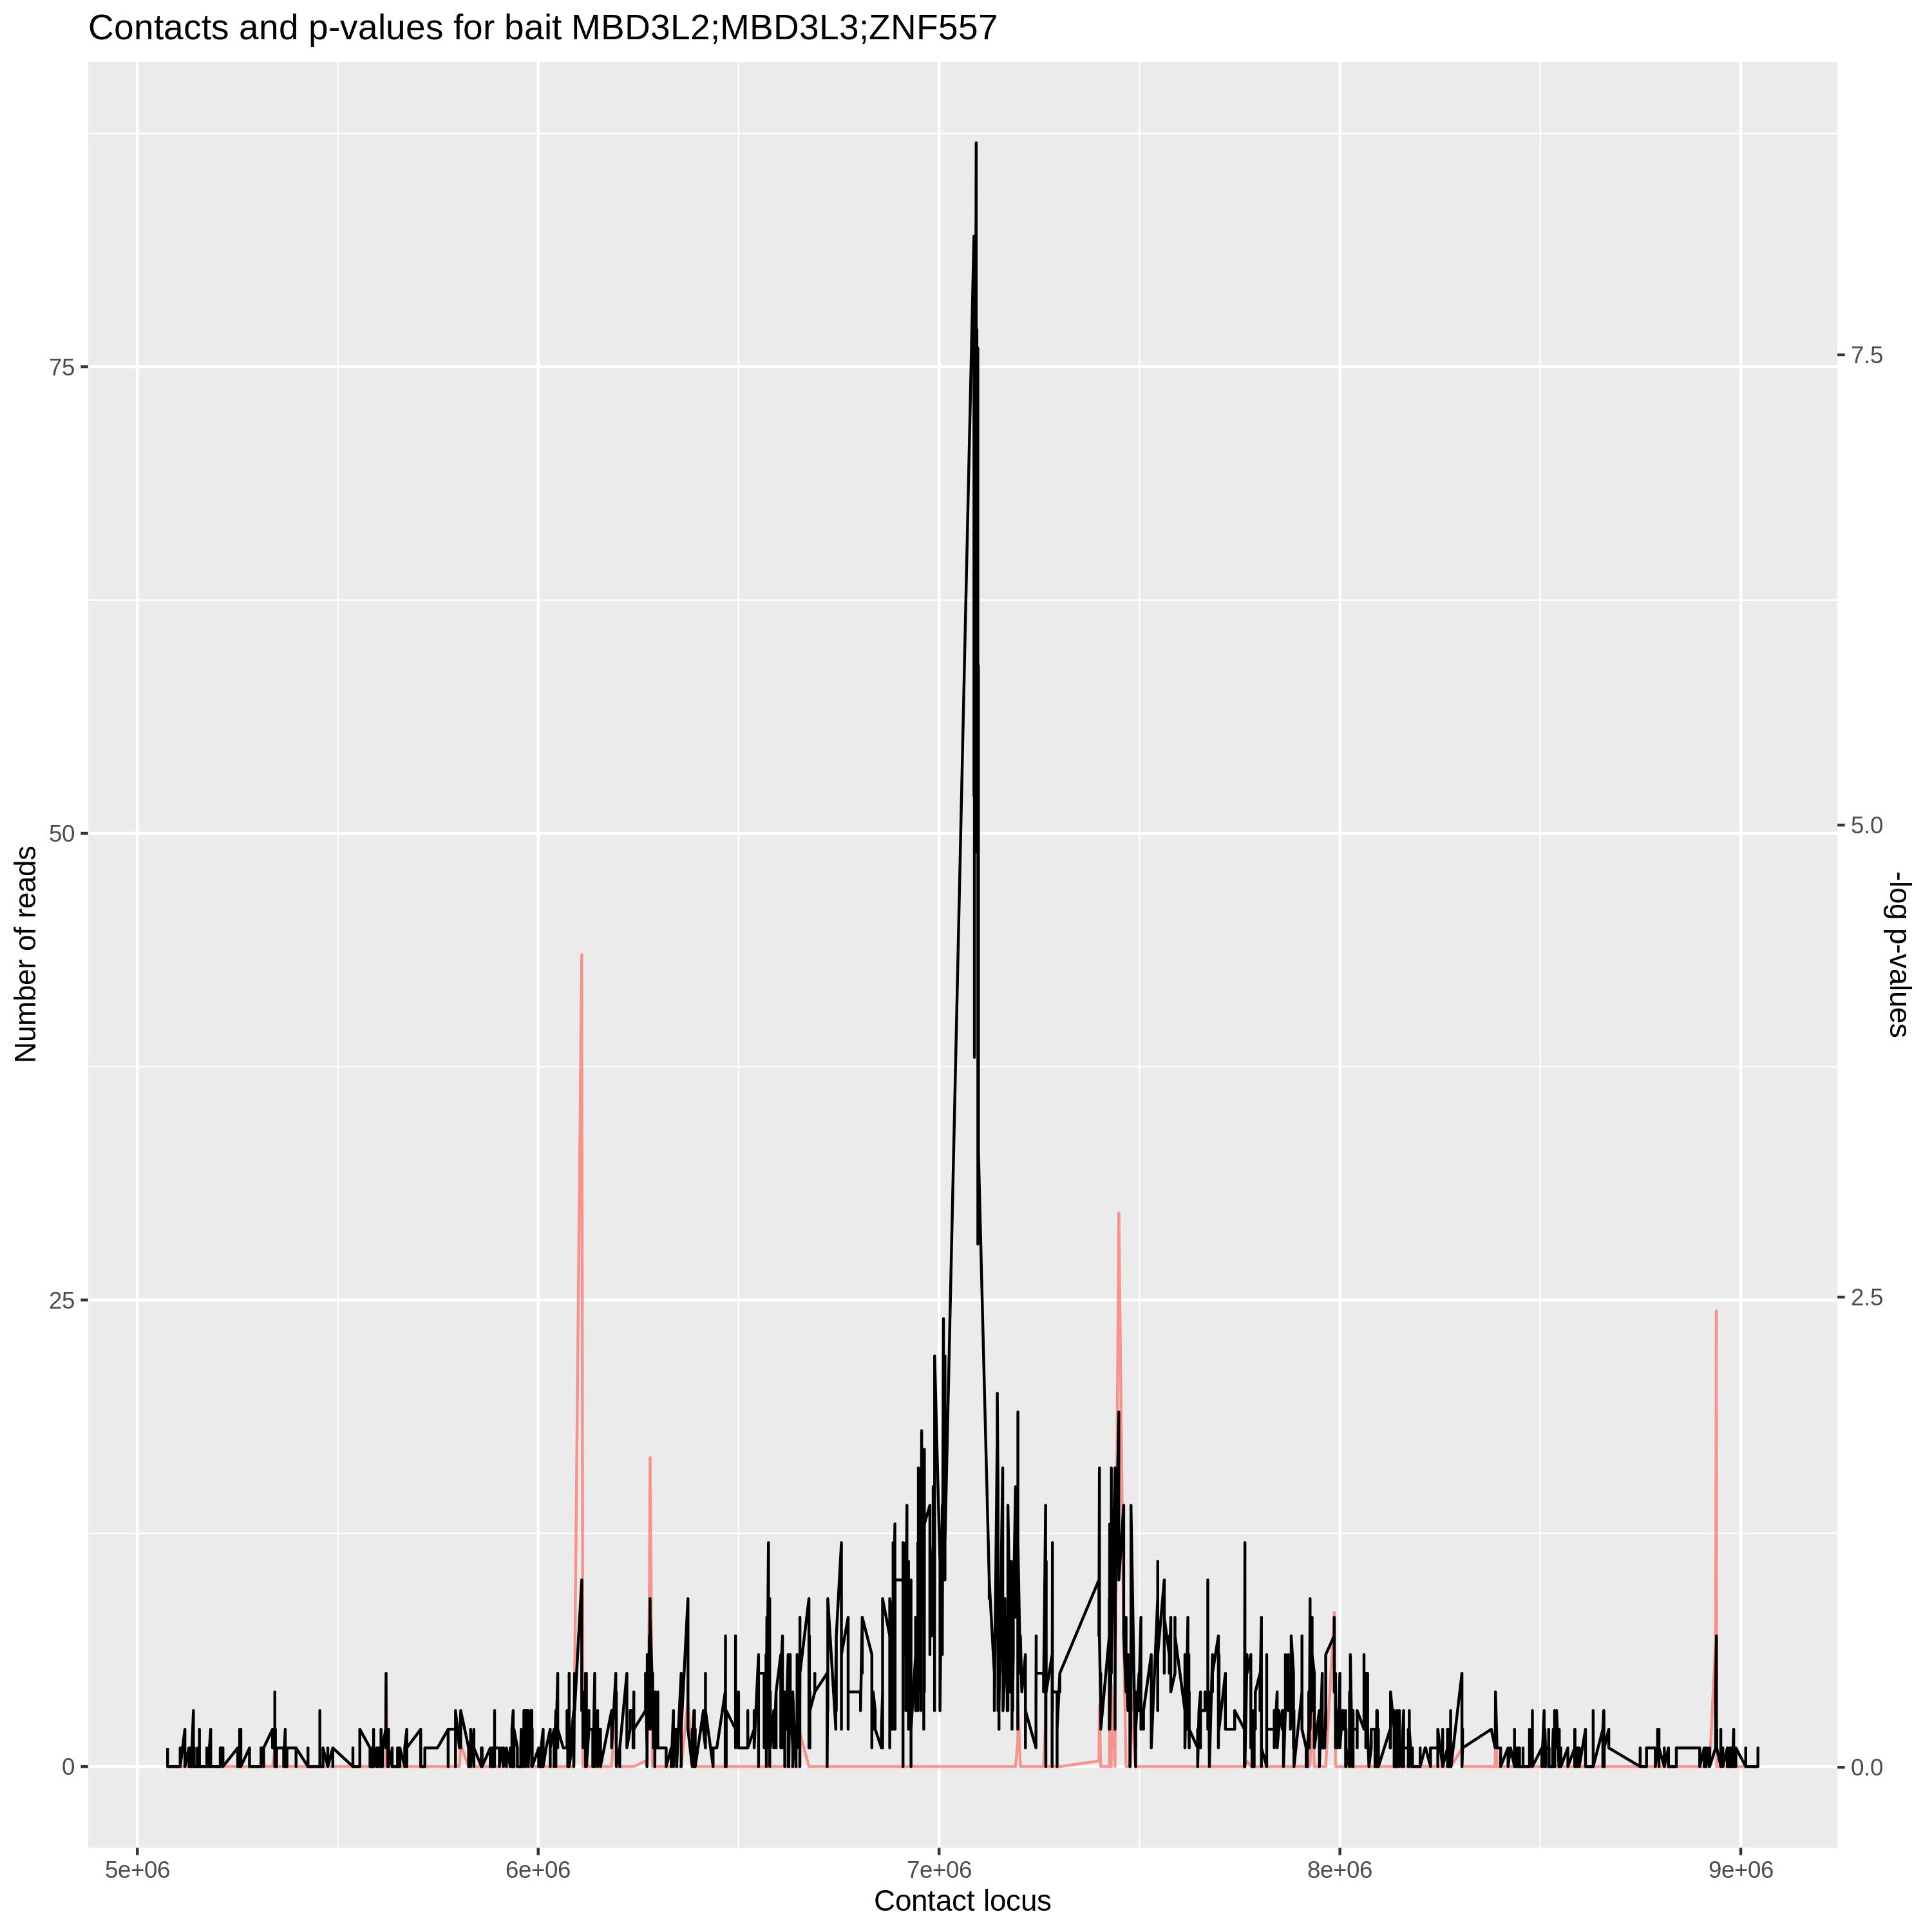 Contacts and p-values for bait MBD3L2;MBD3L3;ZNF557
75
7.5
50
5.0
Number of reads
-log p-values
25
2.5
0
0.0
5e+06 6e+06 7e+06 8e+06 9e+06
Contact locus